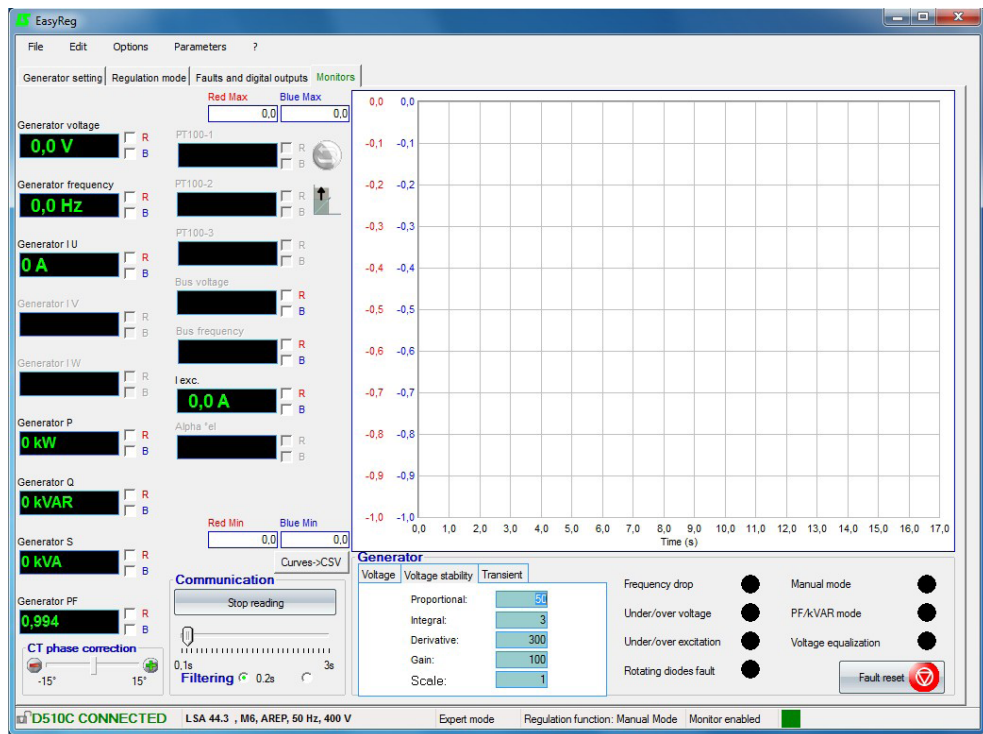 EasyReg
File Edit Options Parameters ?
Generator setting Regulation mode Faults and digital outputs Monitors
Red Max Blue Max
0,0 0,0
Generator voltage
0,0 V
R
B
Generator frequency
0,0 Hz
R
B
Generator I U
0 A
R
B
Generator I V
R
B
Generator I W
R
B
Generator P
0 kW
R
B
Generator Q
0 kVAR
R
B
Generator S
0 kVA
R
B
Generator PF
0,994
R
B
CT phase correction
-15° 15°
PT100-1
R
B
PT100-2
R
B
PT100-3
R
B
Bus voltage
R
B
Bus frequency
R
B
I exc.
0,0 A
R
B
Alpha °el
R
B
Red Min Blue Min
0,0 0,0
Curves->CSV
Communication
Stop reading
0.1s 3s
Filtering 0.2s
0,0 0,0
-0,1 -0,1
-0,2 -0,2
-0,3 -0,3
-0,4 -0,4
-0,5 -0,5
-0,6 -0,6
-0,7 -0,7
-0,8 -0,8
-0,9 -0,9
-1,0 -1,0
0,0 1,0 2,0 3,0 4,0 5,0 6,0 7,0 8,0 9,0 10,0 11,0 12,0 13,0 14,0 15,0 16,0 17,0
Time (s)
Generator
Voltage Voltage stability Transient
Proportional: 50
Integral: 3
Derivative: 300
Gain: 100
Scale: 1
Frequency drop
Under/over voltage
Under/over excitation
Rotating diodes fault
Manual mode
PF/kVAR mode
Voltage equalization
Fault reset
D510C CONNECTED LSA 44.3 , M6, AREP, 50 Hz, 400 V Expert mode Regulation function: Manual Mode Monitor enabled